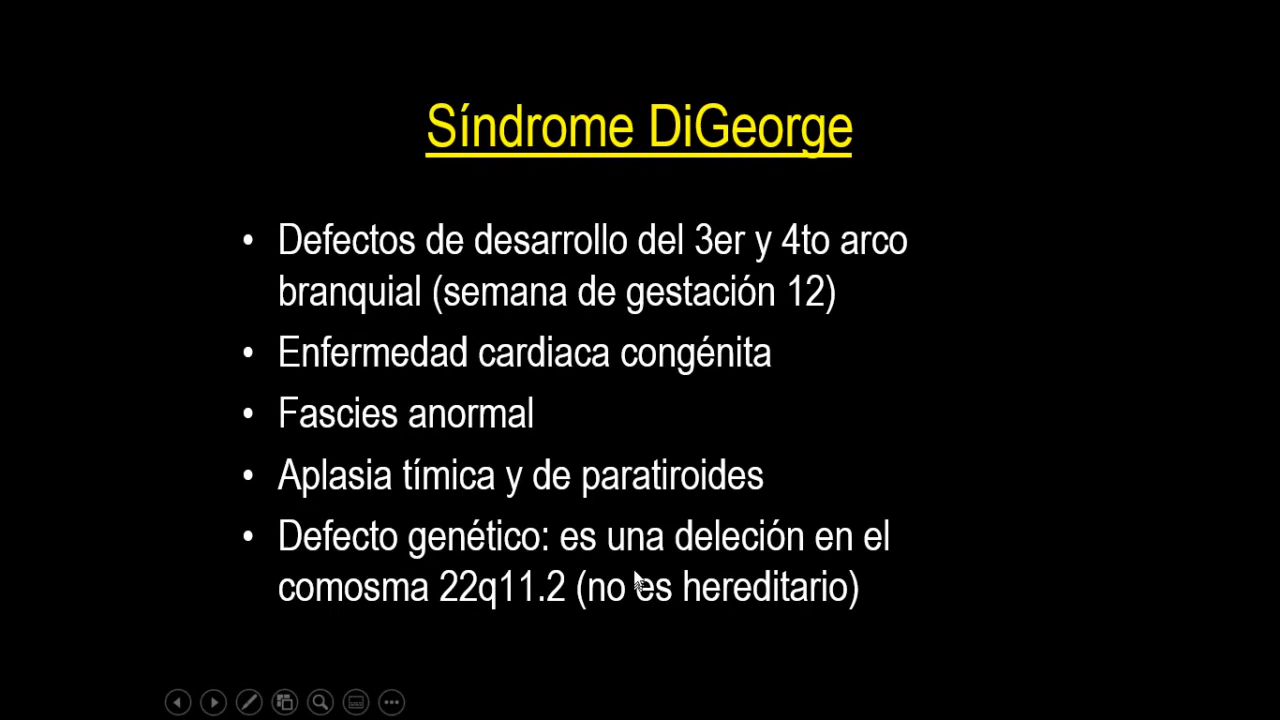 Síndrome DiGeorge
• Defectos de desarrollo del 3er y 4to arco
branquial (semana de gestación 12)
• Enfermedad cardiaca congénita
• Fascies anormal
• Aplasia tímica y de paratiroides
• Defecto genético: es una deleción en el
comosma 22q11.2 (no es hereditario)